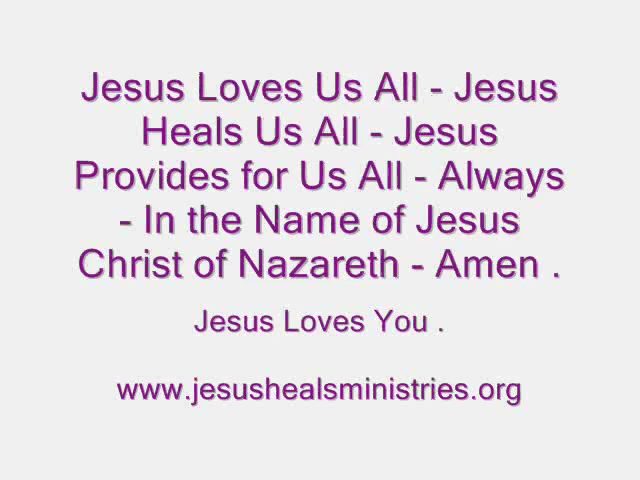 Jesus Loves Us All - Jesus
Heals Us All - Jesus
Provides for Us All - Always
- In the Name of Jesus
Christ of Nazareth - Amen .
Jesus Loves You .
www.jesushealsministries.org